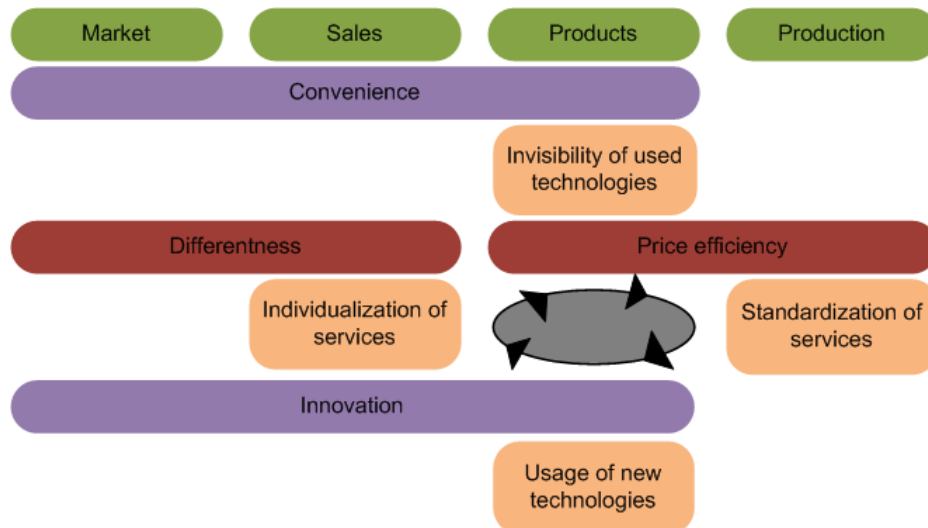 Market
Sales
Products
Production
Convenience
Invisibility of used
technologies
Differentness
Price efficiency
Individualization of
services
Standardization of
services
Innovation
Usage of new
technologies